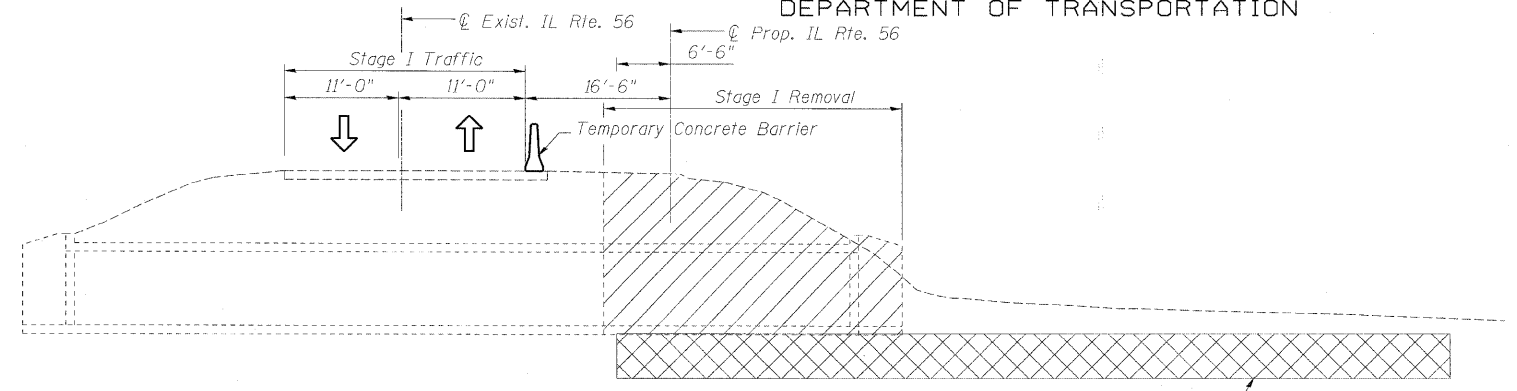 DEPARTMENT OF TRANSPORTATION
℄ Exist. IL Rte. 56
℄ Prop. IL Rte. 56
6'-6"
Stage I Traffic
11'-0"
11'-0"
16'-6"
Stage I Removal
Temporary Concrete Barrier